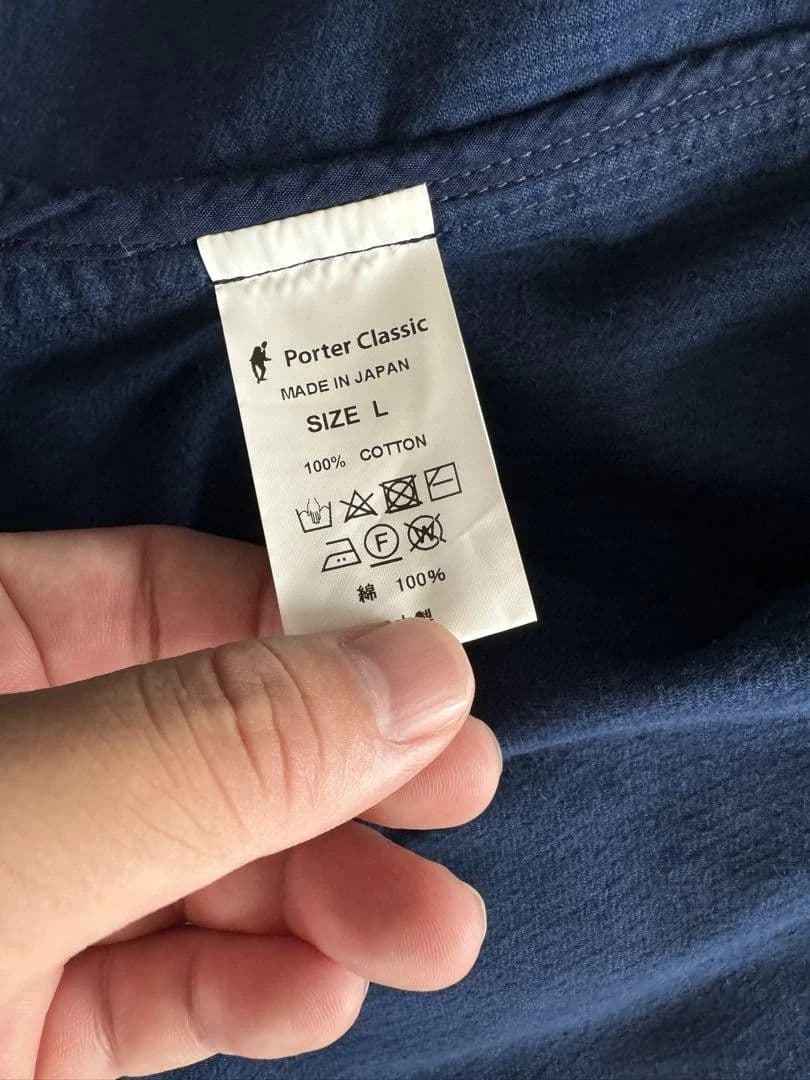 Porter Classic
MADE IN JAPAN
SIZE L
100% COTTON
F W
綿 100%